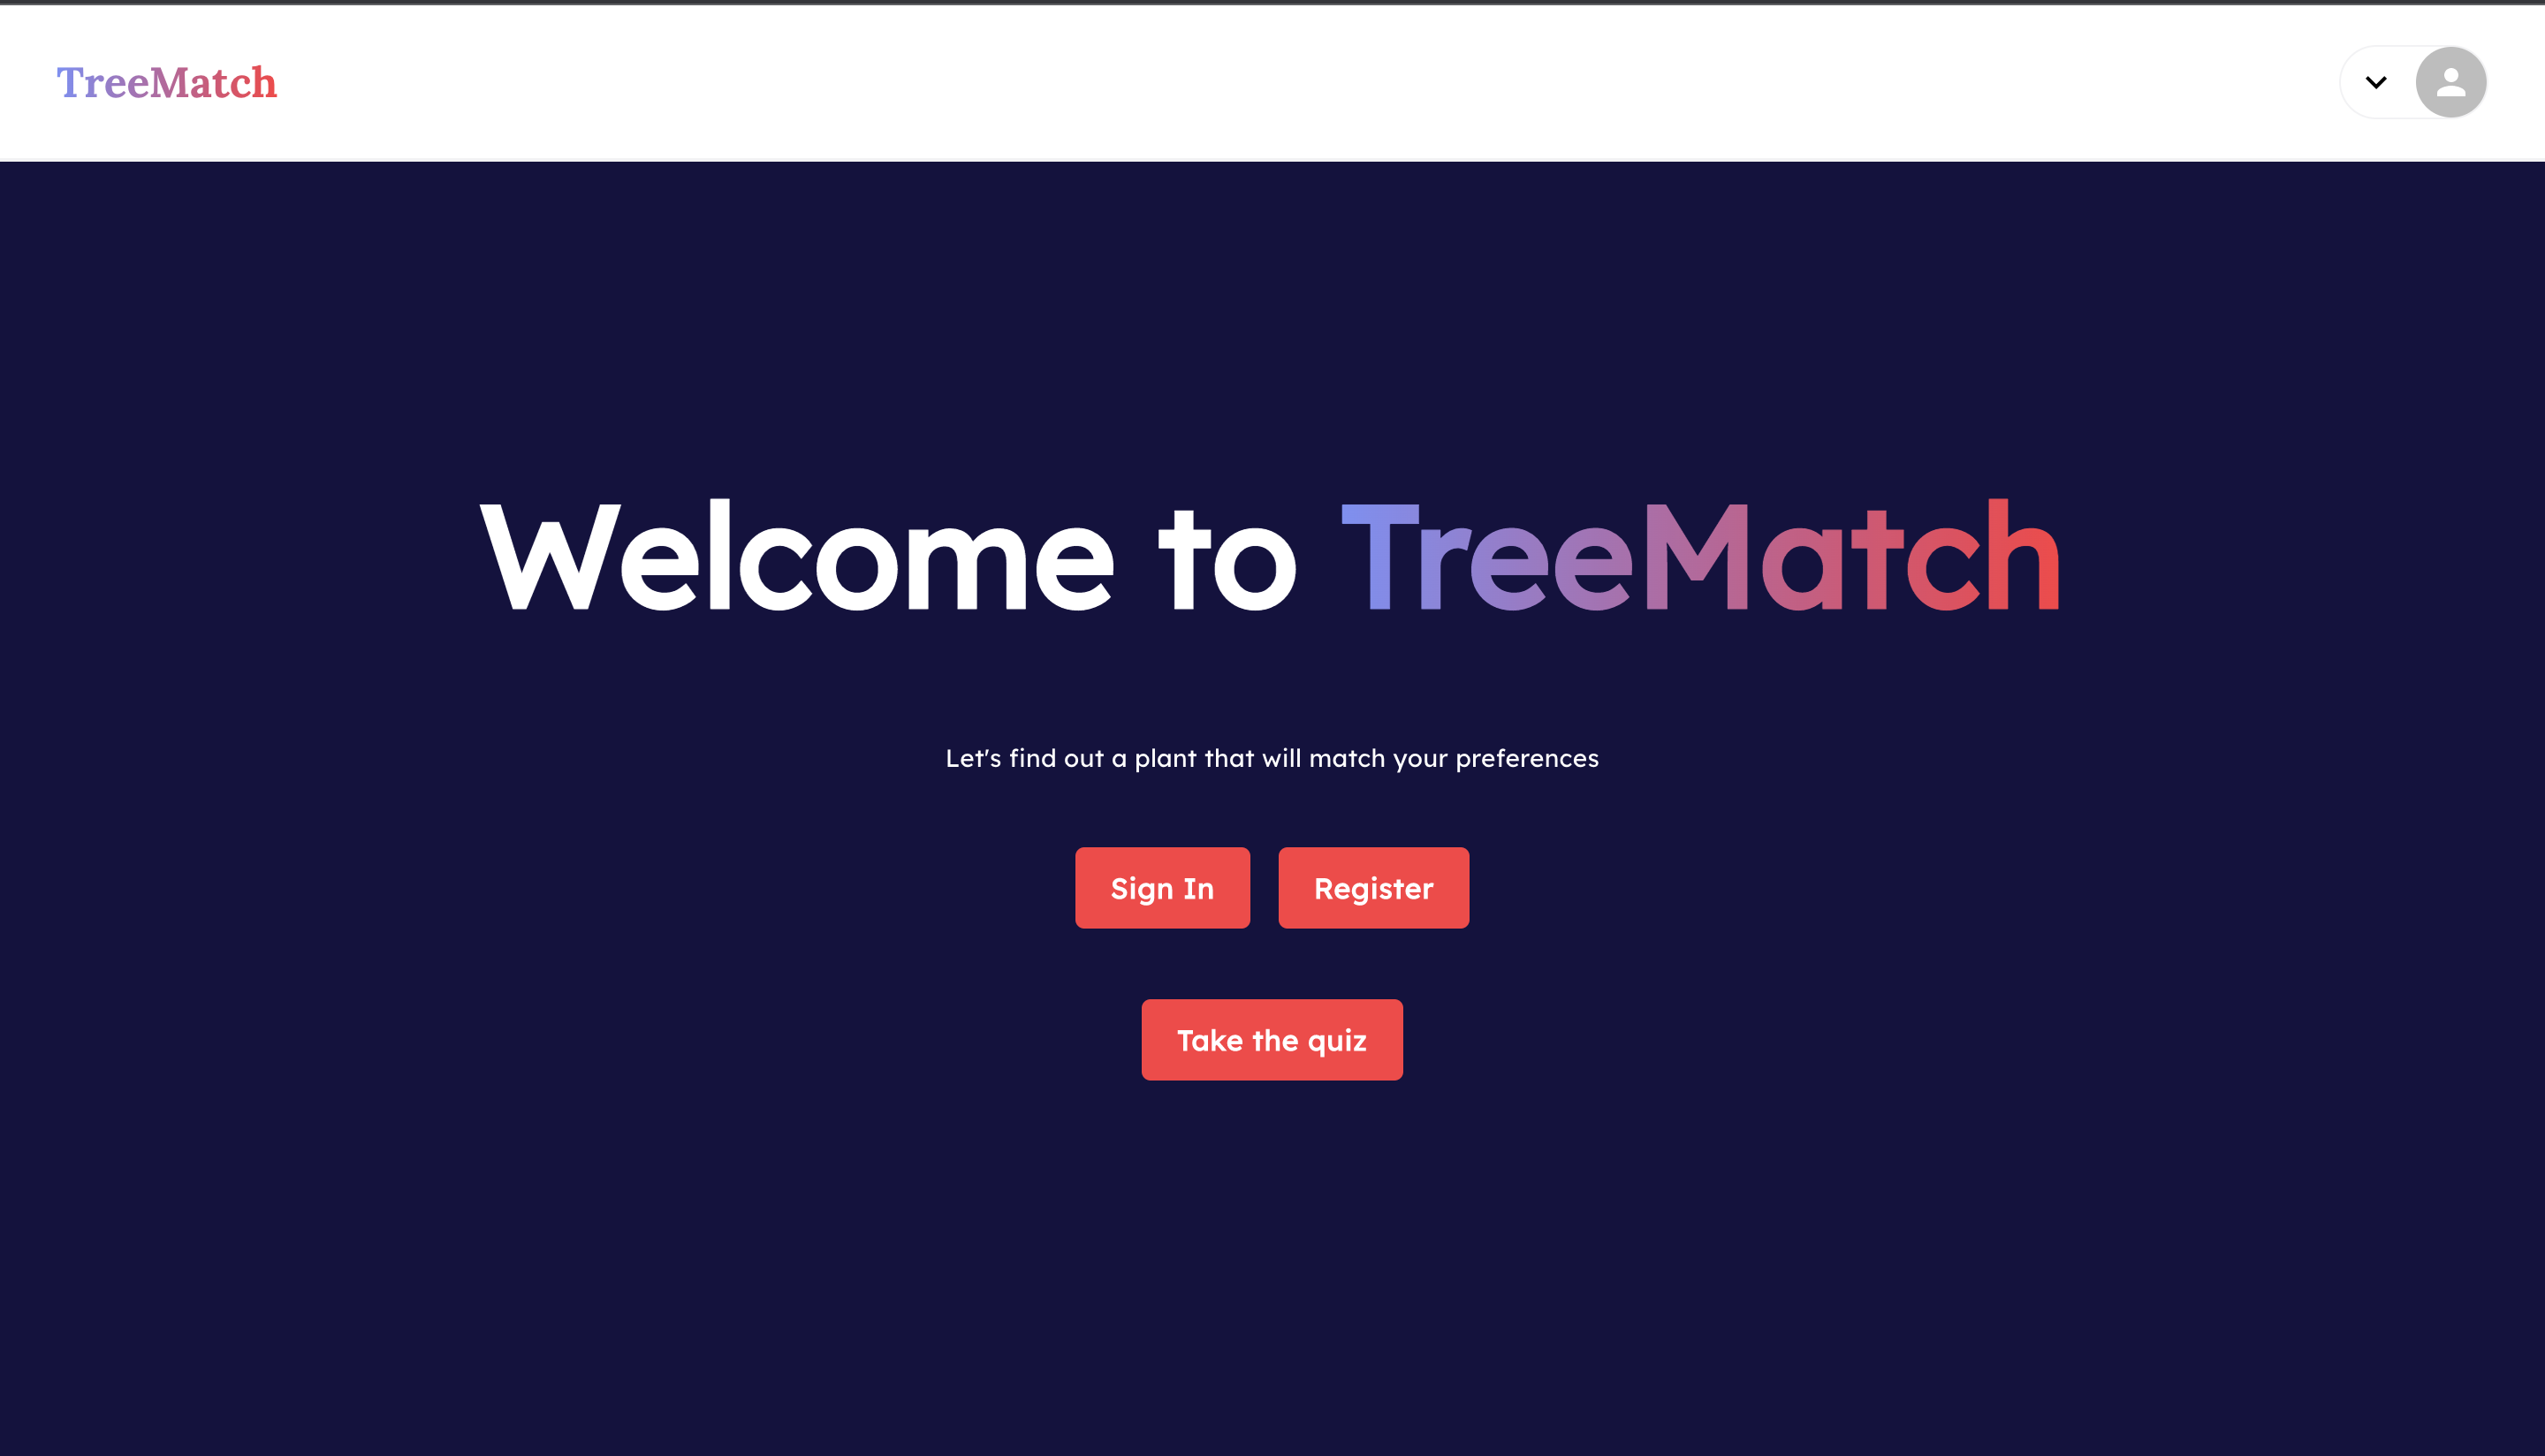 TreeMatch
Welcome to TreeMatch
Let's find out a plant that will match your preferences
Sign In Register
Take the quiz